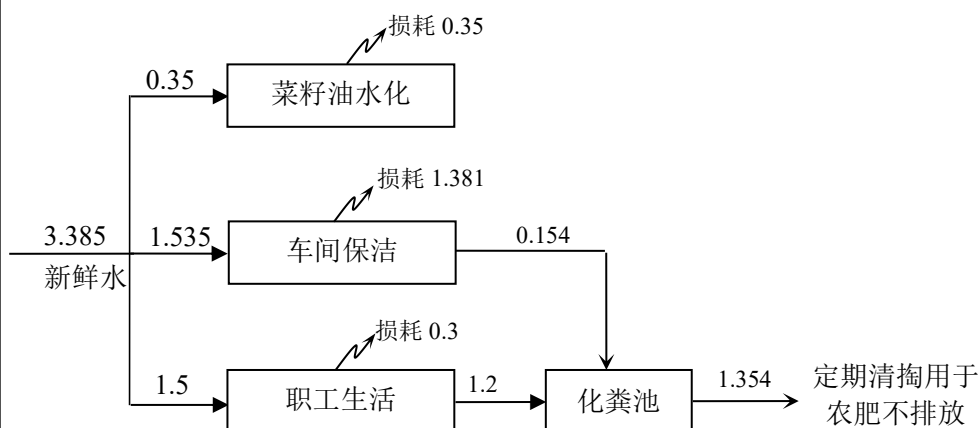 损耗 0.35
0.35
菜籽油水化
损耗 1.381
3.385
新鲜水
1.535
车间保洁
0.154
损耗 0.3
1.5
职工生活
1.2
化粪池
1.354
定期清掏用于
农肥不排放